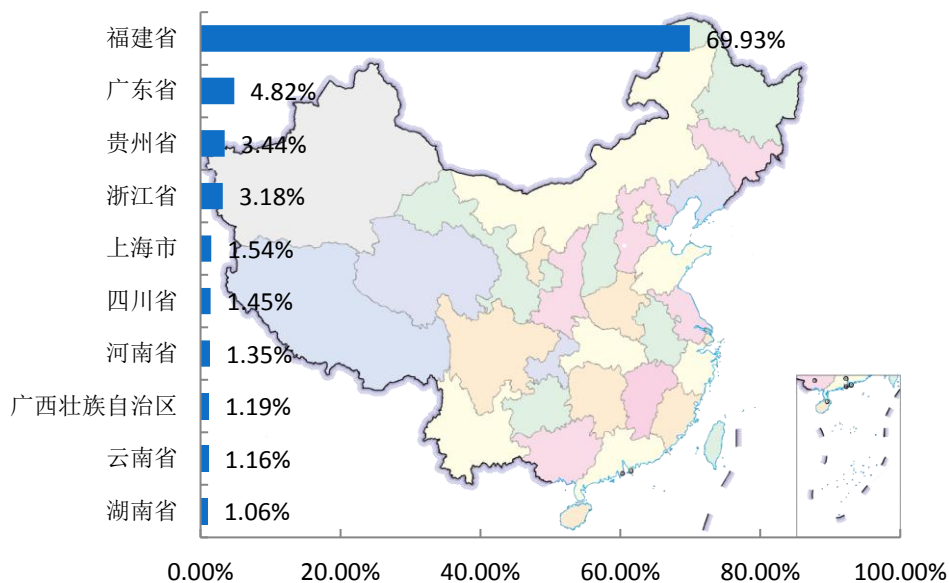 福建省 69.93%
广东省 4.82%
贵州省 3.44%
浙江省 3.18%
上海市 1.54%
四川省 1.45%
河南省 1.35%
广西壮族自治区 1.19%
云南省 1.16%
湖南省 1.06%
0.00% 20.00% 40.00% 60.00% 80.00% 100.00%